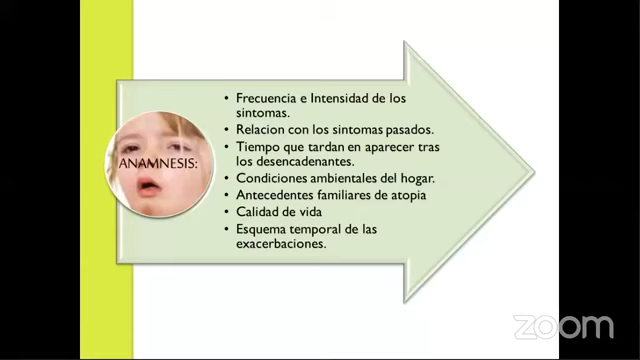 ANAMNESIS:
• Frecuencia e Intensidad de los
sintomas.
• Relacion con los sintomas pasados.
• Tiempo que tardan en aparecer tras
los desencadenantes.
• Condiciones ambientales del hogar.
• Antecedentes familiares de atopia
• Calidad de vida
• Esquema temporal de las
exacerbaciones.
zoom